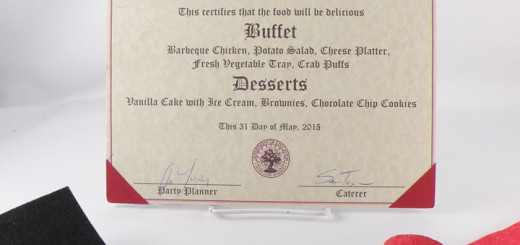 This certifies that the food will be delicious
Buffet
Barbeque Chicken, Potato Salad, Cheese Platter,
Fresh Vegetable Tray, Crab Puffs
Desserts
Vanilla Cake with Ice Cream, Brownies, Chocolate Chip Cookies
This 31 Day of May, 2015
Party Planner
Caterer